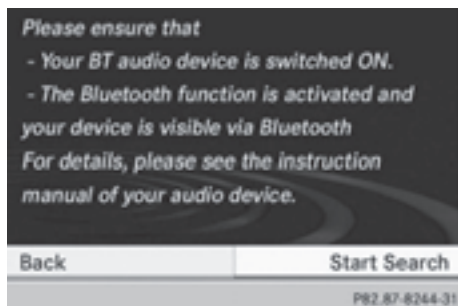 Please ensure that
- Your BT audio device is switched ON.
- The Bluetooth function is activated and
your device is visible via Bluetooth
For details, please see the instruction
manual of your audio device.
Back Start Search
P82.87-8244-31